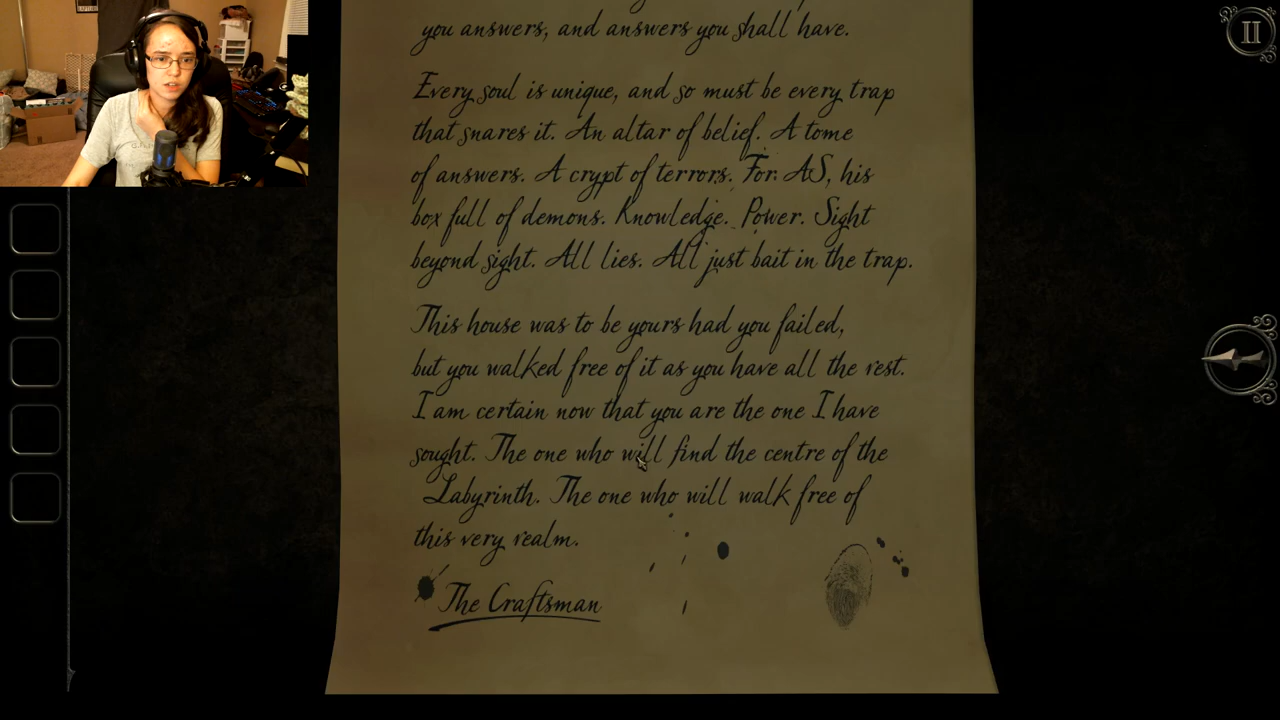 you answers, and answers you shall have.
Every soul is unique, and so must be every trap
that snares it. An altar of belief. A tome
of answers. A crypt of terrors. For AS, his
box full of demons. Knowledge. Power. Sight
beyond sight. All lies. All just bait in the trap.
This house was to be yours had you failed,
but you walked free of it as you have all the rest.
I am certain now that you are the one I have
sought. The one who will find the centre of the
Labyrinth. The one who will walk free of
this very realm.
The Craftsman